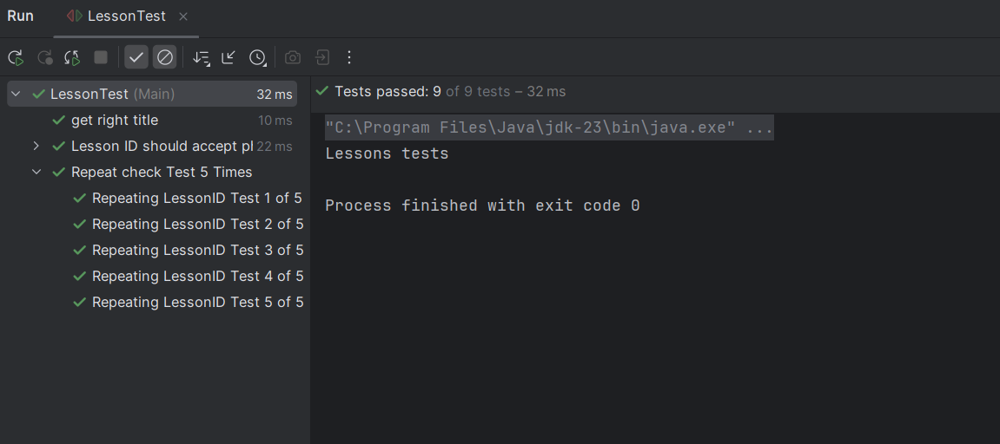 Run LessonTest
LessonTest (Main) 32 ms
get right title 10 ms
Lesson ID should accept pl 22 ms
Repeat check Test 5 Times
Repeating LessonID Test 1 of 5
Repeating LessonID Test 2 of 5
Repeating LessonID Test 3 of 5
Repeating LessonID Test 4 of 5
Repeating LessonID Test 5 of 5
Tests passed: 9 of 9 tests – 32 ms
"C:\Program Files\Java\jdk-23\bin\java.exe" ...
Lessons tests
Process finished with exit code 0